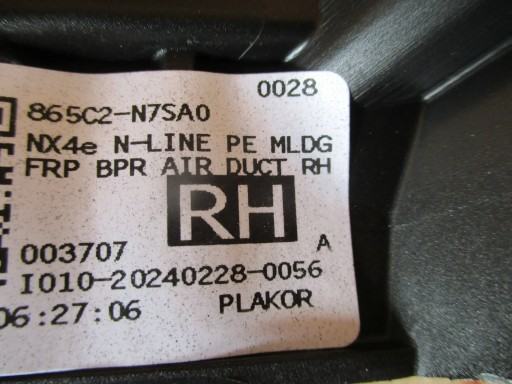 0028
865C2-N7SA0
NX4e N-LINE PE MLDG
FRP BPR AIR DUCT RH
RH
003707 A
I010-20240228-0056
06:27:06 PLAKOR